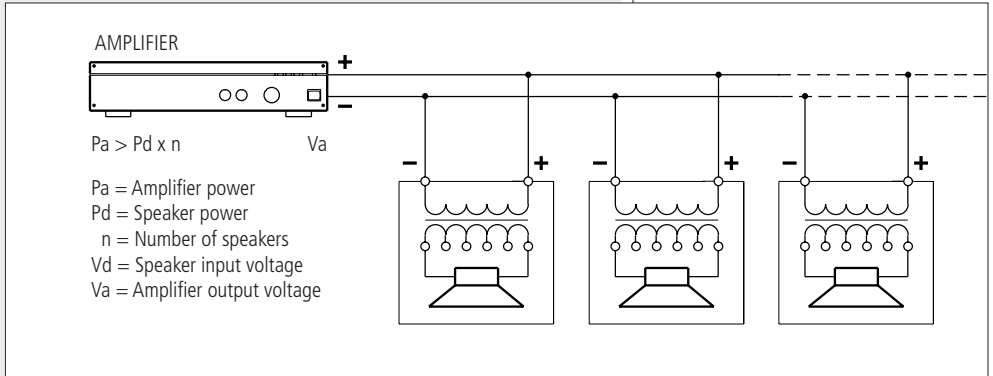 AMPLIFIER
+
−
Pa > Pd x n Va
− + − + − +
Pa = Amplifier power
Pd = Speaker power
n = Number of speakers
Vd = Speaker input voltage
Va = Amplifier output voltage